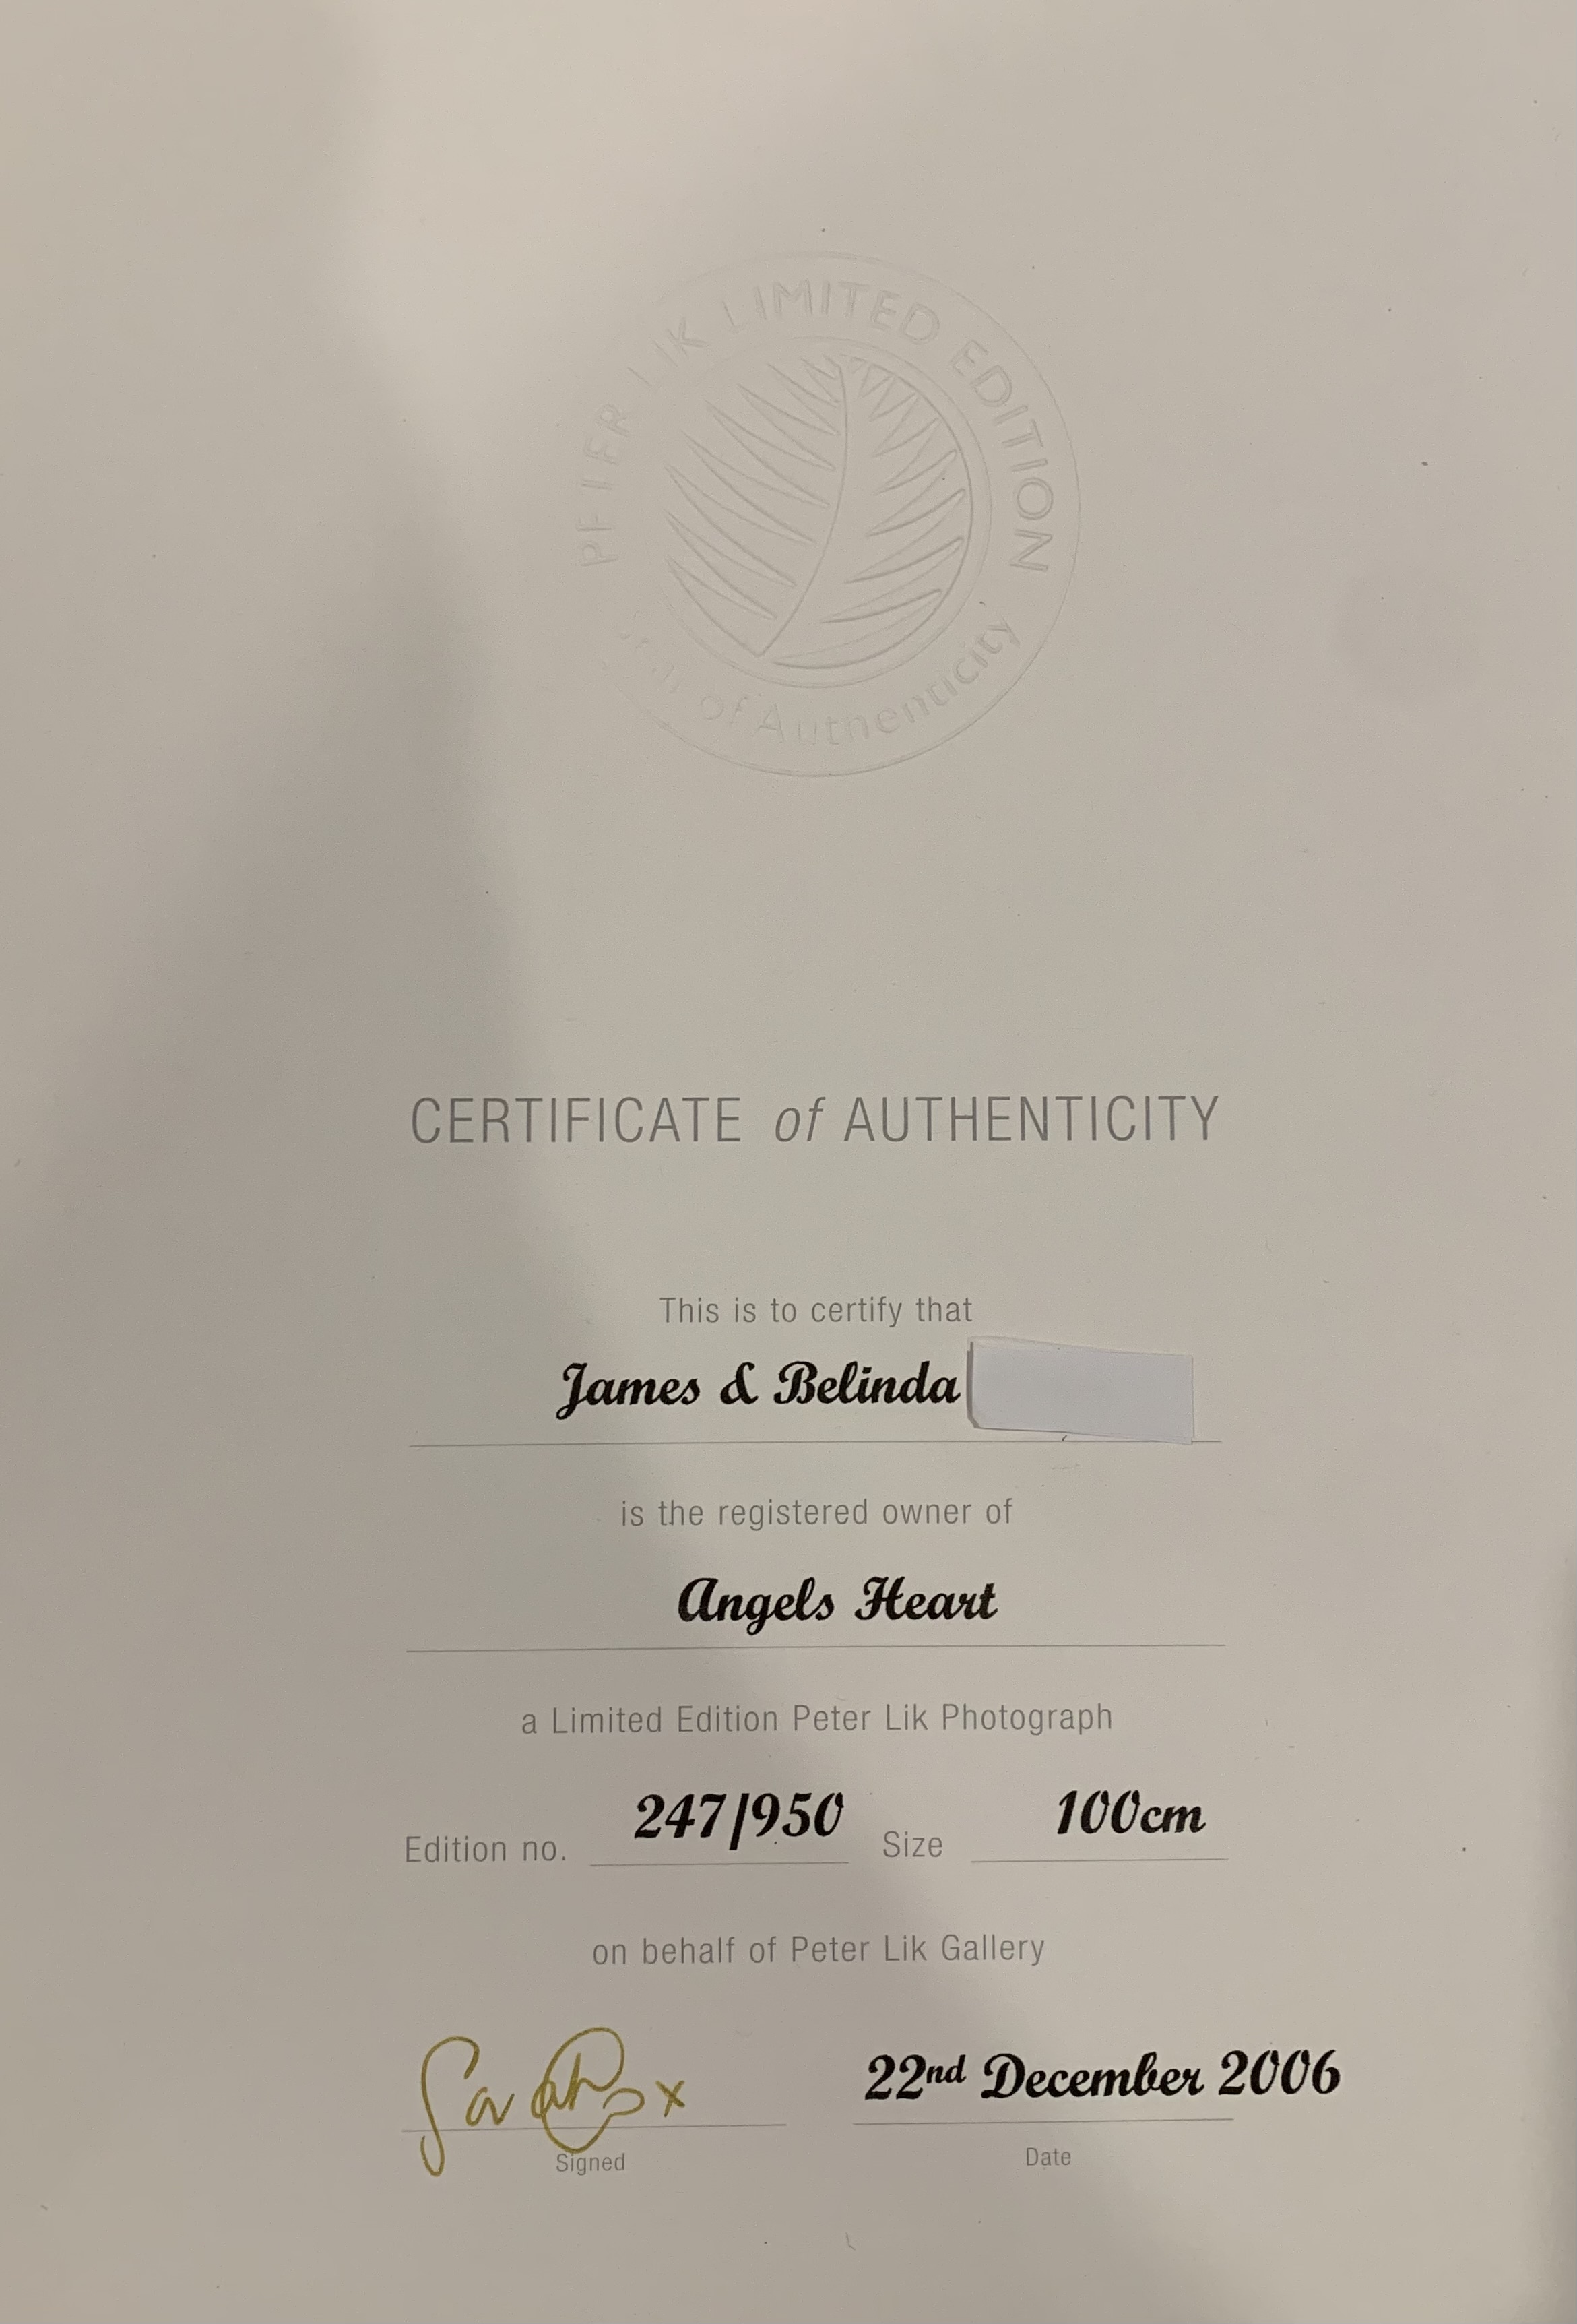 PETER LIK LIMITED EDITION
Seal of Authenticity
CERTIFICATE of AUTHENTICITY
This is to certify that
James & Belinda
is the registered owner of
Angels Heart
a Limited Edition Peter Lik Photograph
Edition no. 247/950 Size 100cm
on behalf of Peter Lik Gallery
22nd December 2006
Signed Date